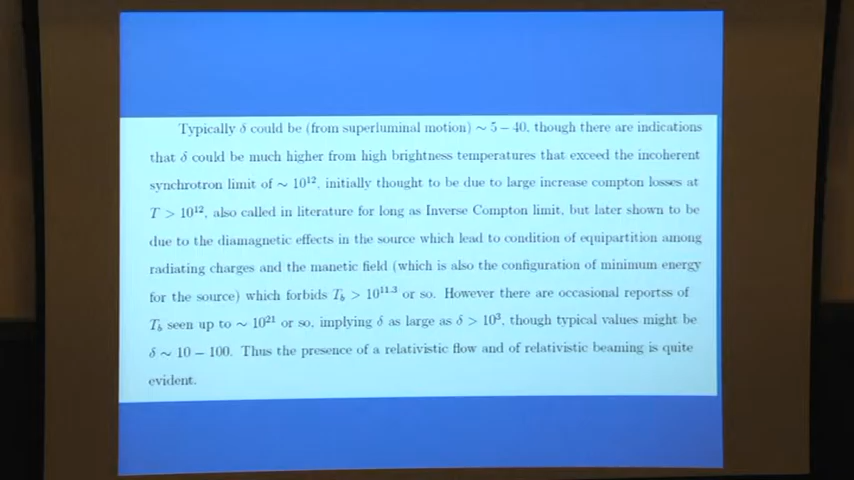 Typically δ could be (from superluminal motion) ∼ 5 – 40, though there are indications
that δ could be much higher from high brightness temperatures that exceed the incoherent
synchrotron limit of ∼ 10¹², initially thought to be due to large increase compton losses at
T > 10¹², also called in literature for long as Inverse Compton limit, but later shown to be
due to the diamagnetic effects in the source which lead to condition of equipartition among
radiating charges and the manetic field (which is also the configuration of minimum energy
for the source) which forbids T_b > 10¹¹·³ or so. However there are occasional reportss of
T_b seen up to ∼ 10²¹ or so, implying δ as large as δ > 10³, though typical values might be
δ ∼ 10 – 100. Thus the presence of a relativistic flow and of relativistic beaming is quite
evident.